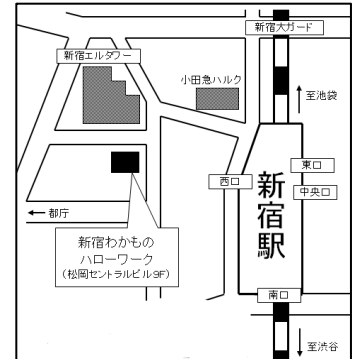 新宿大ガード
新宿エルタワー
小田急ハルク
至池袋
東口
西口
中央口
新宿駅
← 都庁
新宿わかもの
ハローワーク
(松岡セントラルビル9F)
南口
至渋谷